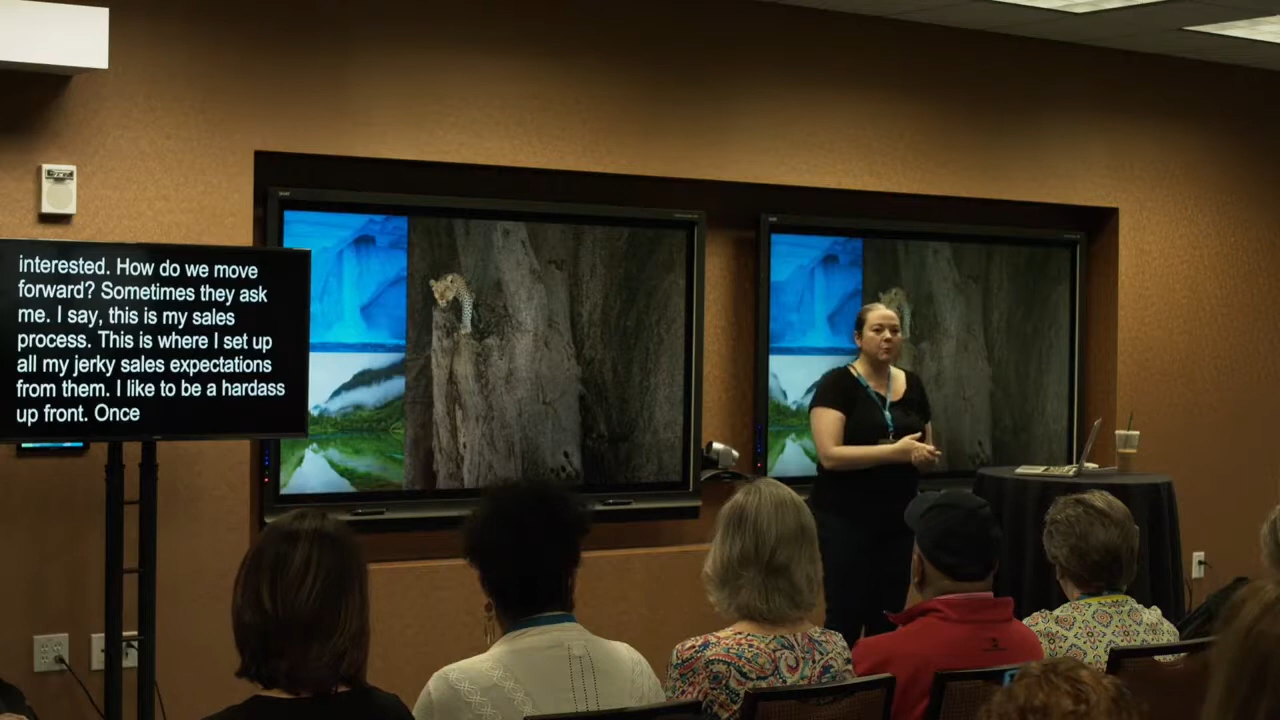 interested. How do we move
forward? Sometimes they ask
me. I say, this is my sales
process. This is where I set up
all my jerky sales expectations
from them. I like to be a hardass
up front. Once